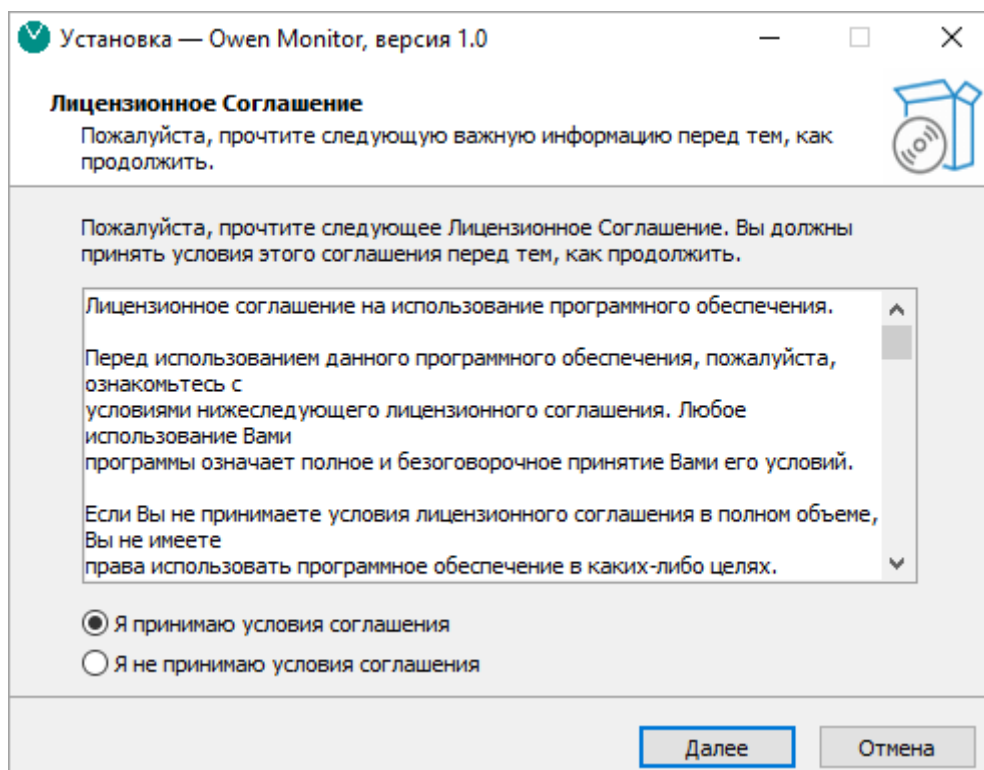 Установка — Owen Monitor, версия 1.0
Лицензионное Соглашение
Пожалуйста, прочтите следующую важную информацию перед тем, как
продолжить.
Пожалуйста, прочтите следующее Лицензионное Соглашение. Вы должны
принять условия этого соглашения перед тем, как продолжить.
Лицензионное соглашение на использование программного обеспечения.
Перед использованием данного программного обеспечения, пожалуйста,
ознакомьтесь с
условиями нижеследующего лицензионного соглашения. Любое
использование Вами
программы означает полное и безоговорочное принятие Вами его условий.
Если Вы не принимаете условия лицензионного соглашения в полном объеме,
Вы не имеете
права использовать программное обеспечение в каких-либо целях.
Я принимаю условия соглашения
Я не принимаю условия соглашения
Далее
Отмена